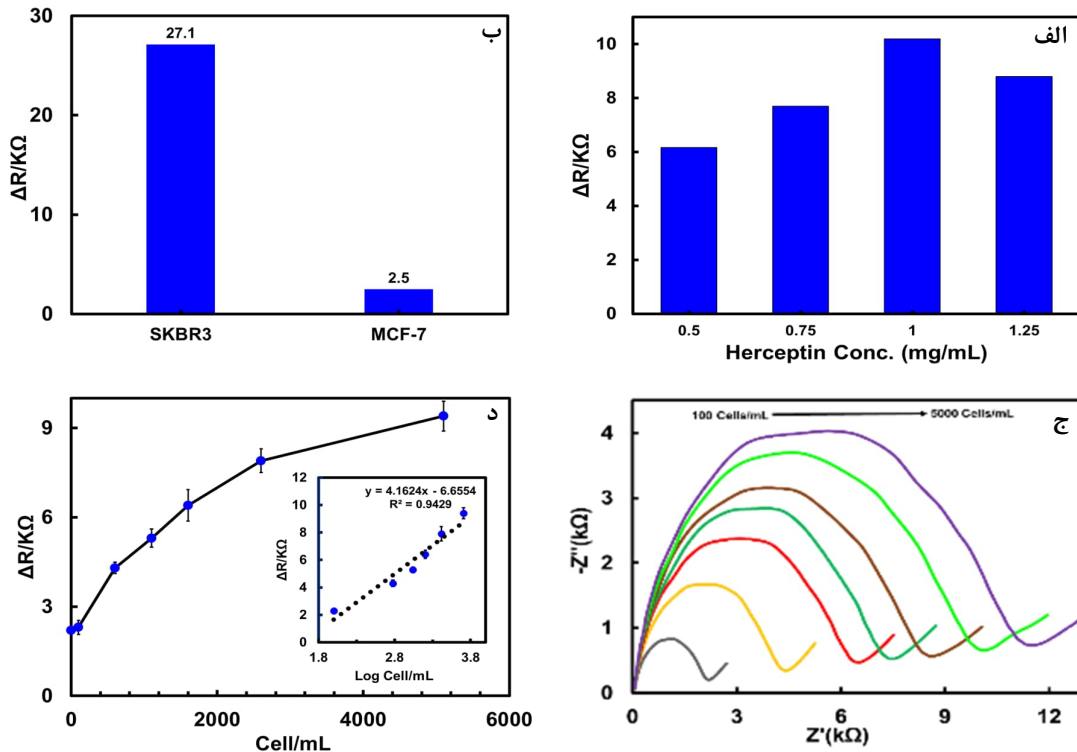 الف
ΔR/KΩ
10
8
6
4
2
0
0.5 0.75 1 1.25
Herceptin Conc. (mg/mL)
ب
ΔR/KΩ
30
20
10
0
27.1
2.5
SKBR3 MCF-7
ج
100 Cells/mL 5000 Cells/mL
-Z"(kΩ)
4
3
2
1
0
0 3 6 9 12
Z'(kΩ)
د
ΔR/KΩ
9
6
3
0
0 2000 4000 6000
Cell/mL
y = 4.1624x - 6.6554
R² = 0.9429
ΔR/KΩ
12
10
8
6
4
2
0
1.8 2.8 3.8
Log Cell/mL